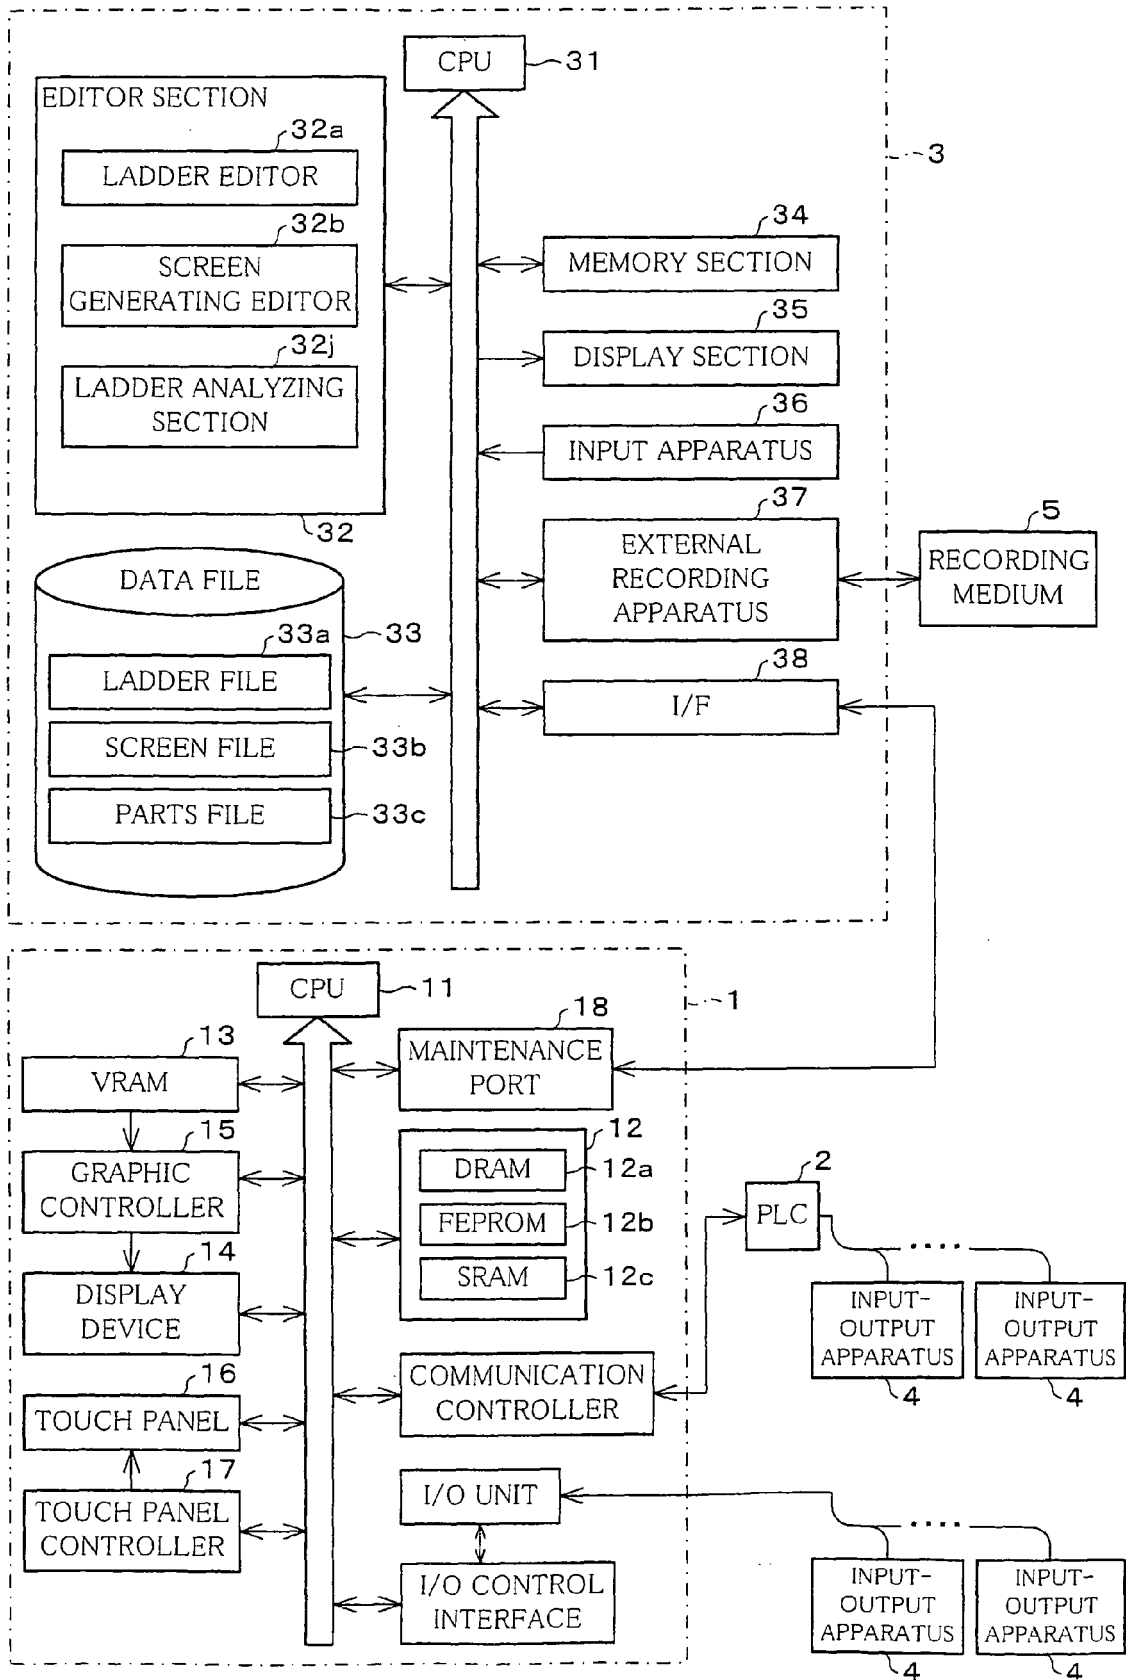 CPU
31
EDITOR SECTION
32a
LADDER EDITOR
3
32b
SCREEN
GENERATING EDITOR
34
MEMORY SECTION
32j
LADDER ANALYZING
SECTION
35
DISPLAY SECTION
36
INPUT APPARATUS
32
37
EXTERNAL
RECORDING
APPARATUS
5
RECORDING
MEDIUM
DATA FILE
33
33a
LADDER FILE
38
I/F
SCREEN FILE
33b
PARTS FILE
33c
CPU
11
1
13
VRAM
18
MAINTENANCE
PORT
15
GRAPHIC
CONTROLLER
12
DRAM
12a
FEPROM
12b
SRAM
12c
2
PLC
14
DISPLAY
DEVICE
INPUT-
OUTPUT
APPARATUS
4
INPUT-
OUTPUT
APPARATUS
4
16
TOUCH PANEL
COMMUNICATION
CONTROLLER
17
TOUCH PANEL
CONTROLLER
I/O UNIT
I/O CONTROL
INTERFACE
INPUT-
OUTPUT
APPARATUS
4
INPUT-
OUTPUT
APPARATUS
4